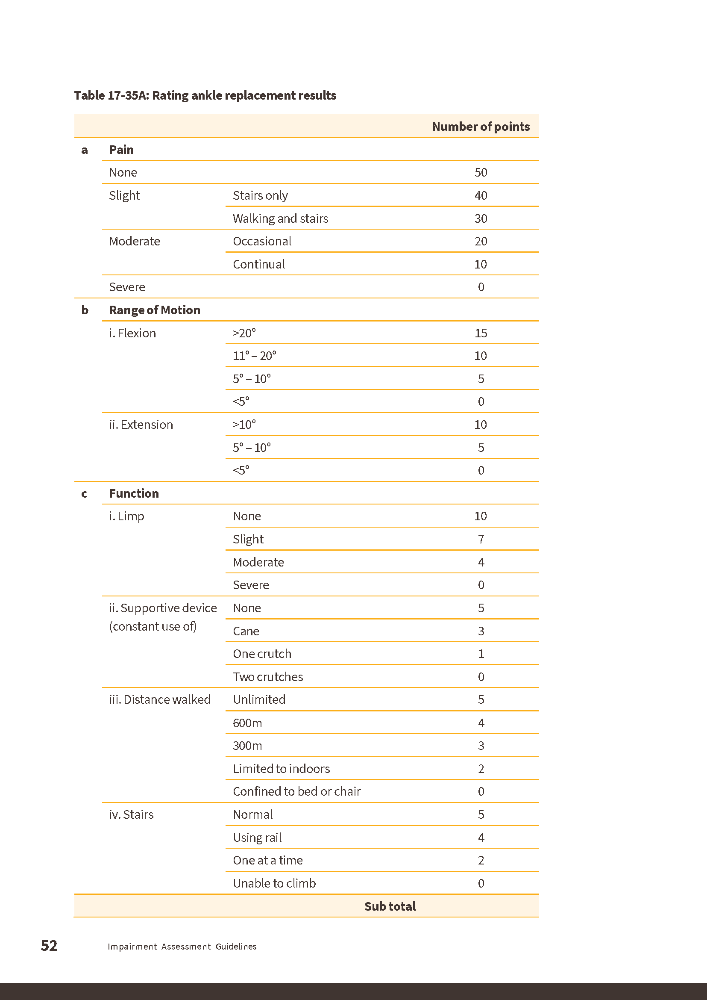 Table 17-35A: Rating ankle replacement results
Number of points
a Pain
None 50
Slight Stairs only 40
Walking and stairs 30
Moderate Occasional 20
Continual 10
Severe 0
b Range of Motion
i. Flexion >20° 15
11° – 20° 10
5° – 10° 5
<5° 0
ii. Extension >10° 10
5° – 10° 5
<5° 0
c Function
i. Limp None 10
Slight 7
Moderate 4
Severe 0
ii. Supportive device None 5
(constant use of)
Cane 3
One crutch 1
Two crutches 0
iii. Distance walked Unlimited 5
600m 4
300m 3
Limited to indoors 2
Confined to bed or chair 0
iv. Stairs Normal 5
Using rail 4
One at a time 2
Unable to climb 0
Sub total
52 Impairment Assessment Guidelines